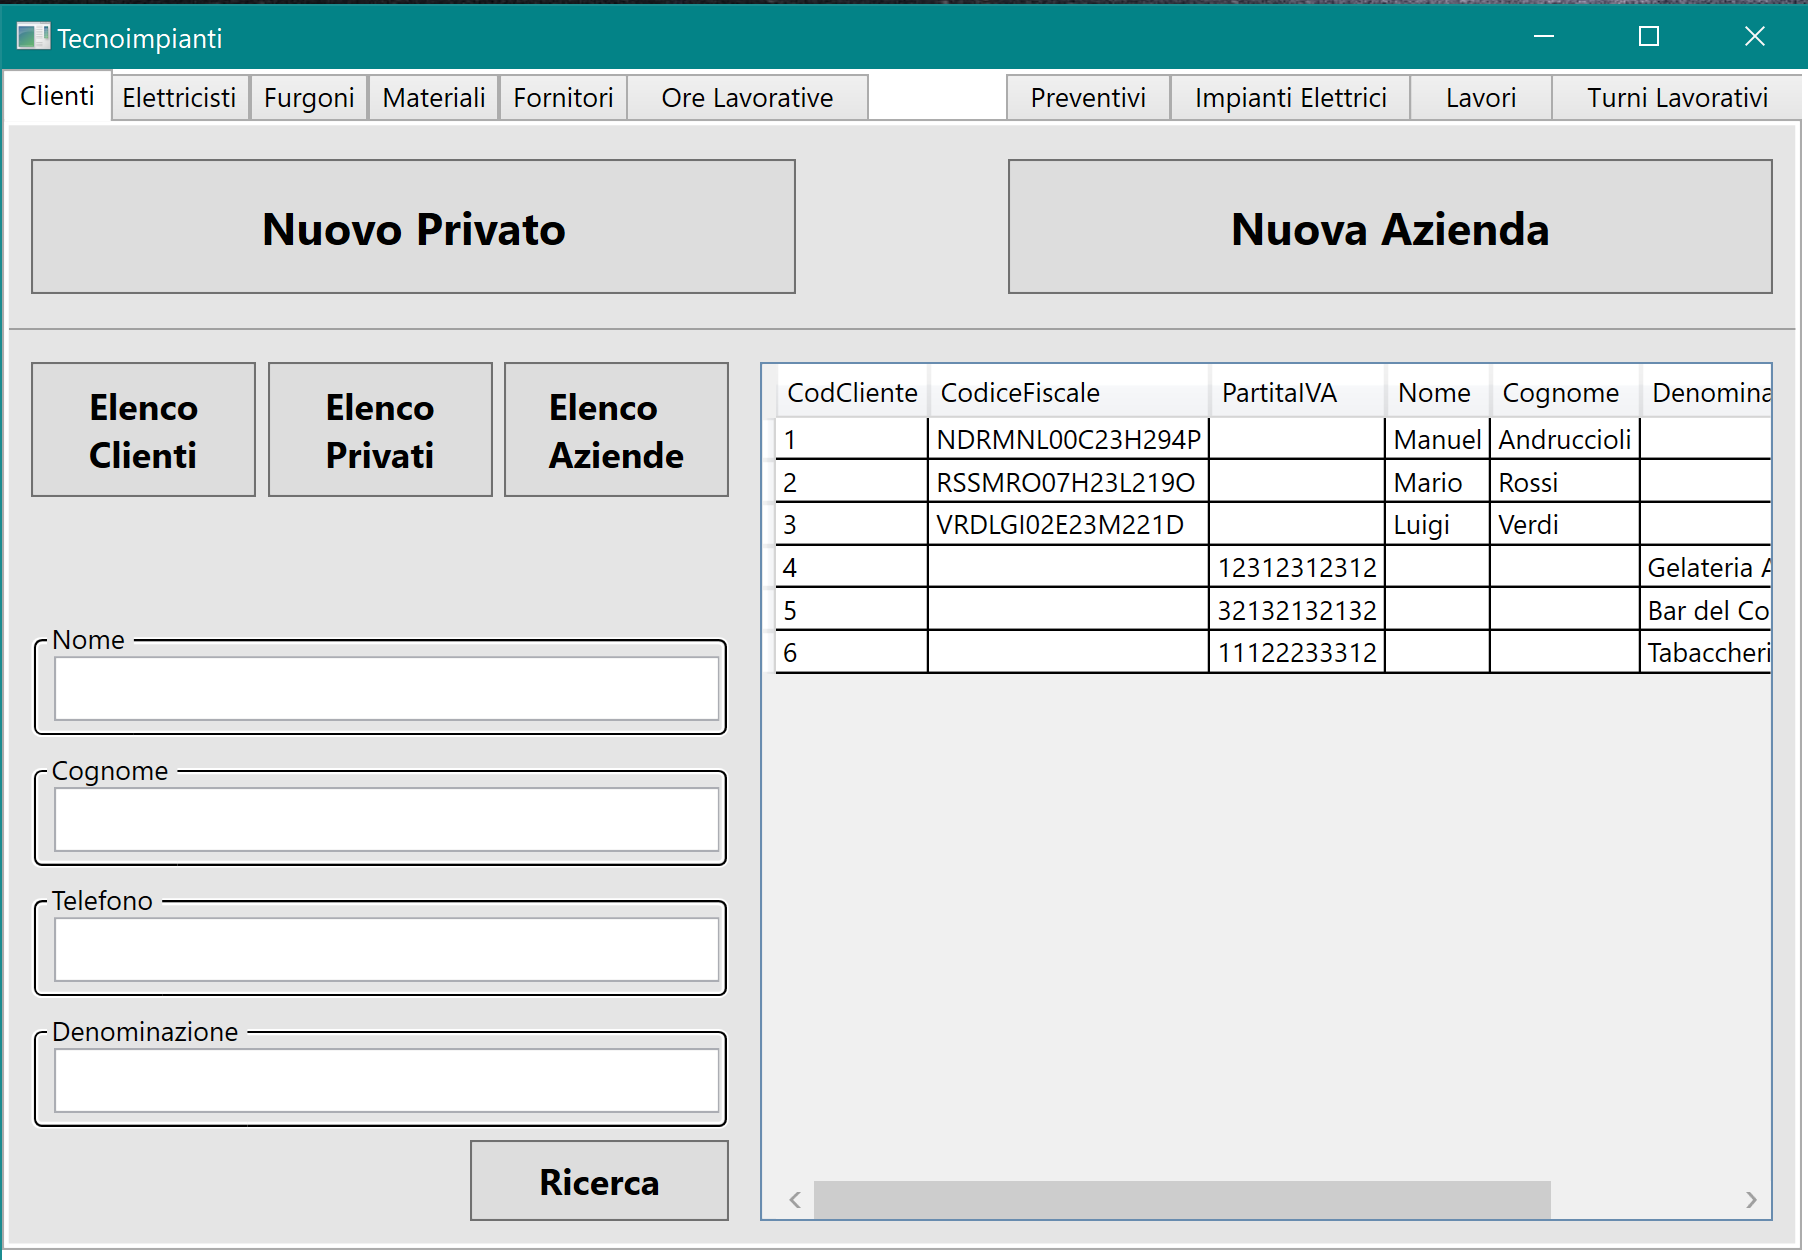 Tecnoimpianti
Clienti Elettricisti Furgoni Materiali Fornitori Ore Lavorative Preventivi Impianti Elettrici Lavori Turni Lavorativi
Nuovo Privato Nuova Azienda
Elenco Clienti
Elenco Privati
Elenco Aziende
Nome
Cognome
Telefono
Denominazione
Ricerca
CodCliente CodiceFiscale PartitaIVA Nome Cognome Denomina
1 NDRMNL00C23H294P Manuel Andruccioli
2 RSSMRO07H23L219O Mario Rossi
3 VRDLGI02E23M221D Luigi Verdi
4 12312312312 Gelateria A
5 32132132132 Bar del Co
6 11122233312 Tabaccheri